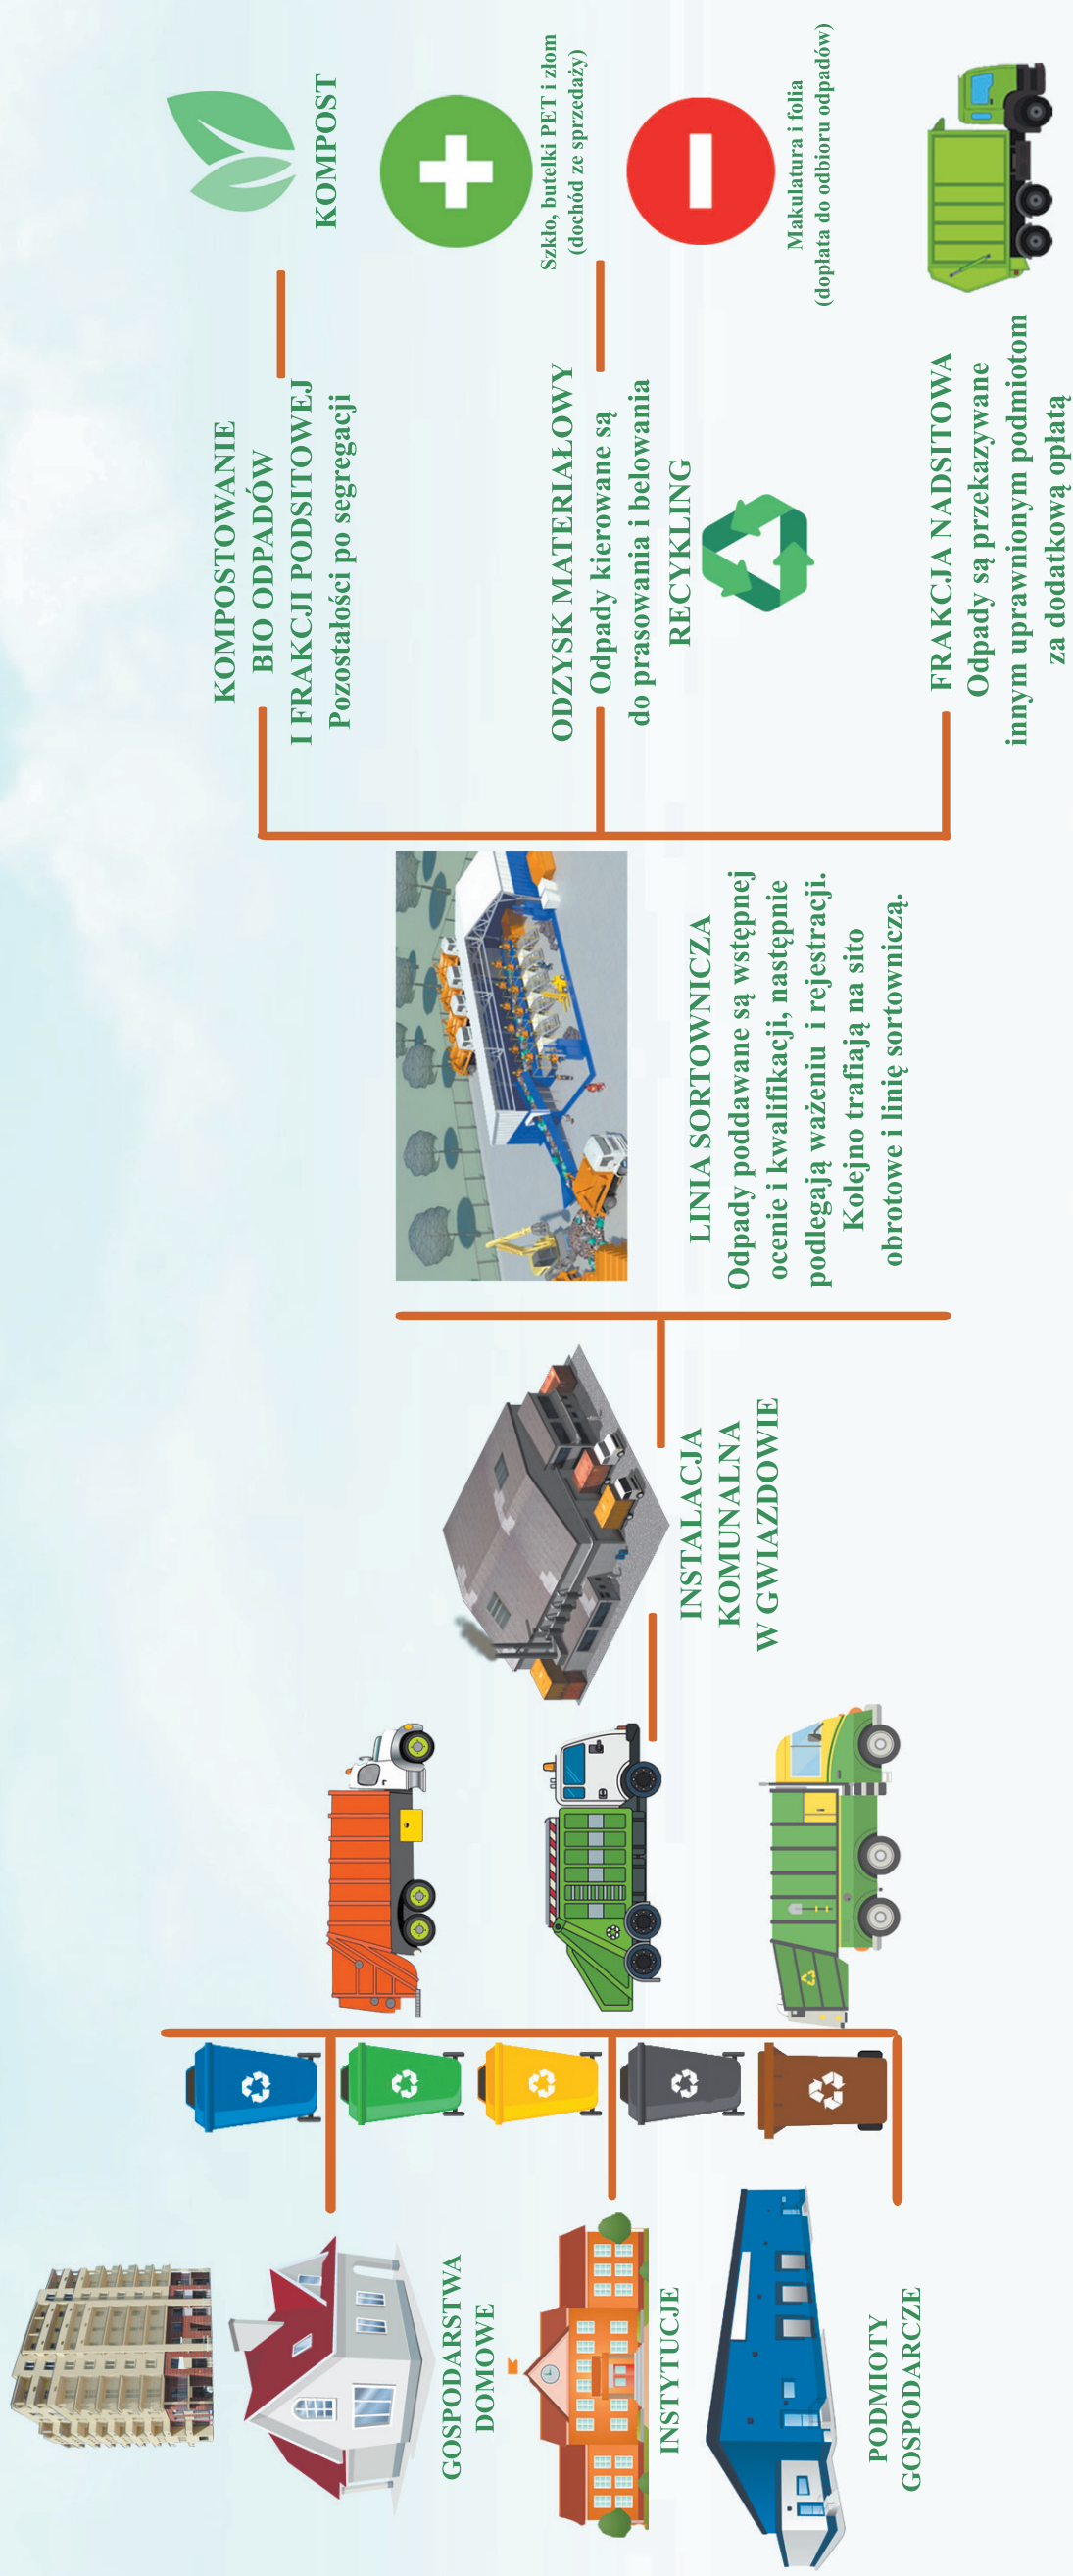 GOSPODARSTWA
DOMOWE
INSTYTUCJE
PODMIOTY
GOSPODARCZE
INSTALACJA
KOMUNALNA
W GWIAZDOWIE
LINIA SORTOWNICZA
Odpady poddawane są wstępnej
ocenie i kwalifikacji, następnie
podlegają ważeniu i rejestracji.
Kolejno trafiają na sito
obrotowe i linię sortowniczą.
KOMPOSTOWANIE
BIO ODPADÓW
I FRAKCJI PODSITOWEJ
Pozostałości po segregacji
KOMPOST
ODZYSK MATERIAŁOWY
Odpady kierowane są
do prasowania i belowania
RECYKLING
Szkło, butelki PET i złom
(dochód ze sprzedaży)
Makulatura i folia
(dopłata do odbioru odpadów)
FRAKCJA NADSITOWA
Odpady są przekazywane
innym uprawnionym podmiotom
za dodatkową opłatą